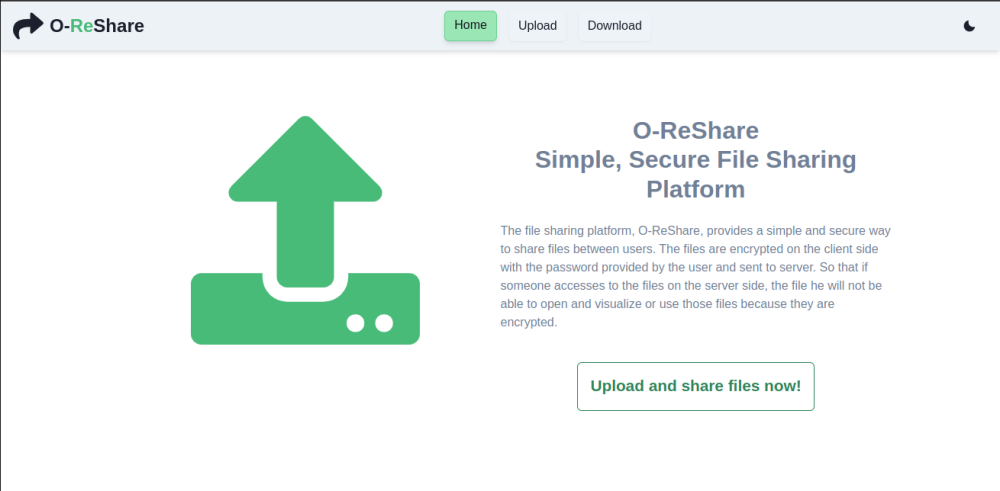 O-ReShare
Home
Upload
Download
O-ReShare
Simple, Secure File Sharing
Platform
The file sharing platform, O-ReShare, provides a simple and secure way
to share files between users. The files are encrypted on the client side
with the password provided by the user and sent to server. So that if
someone accesses to the files on the server side, the file he will not be
able to open and visualize or use those files because they are
encrypted.
Upload and share files now!